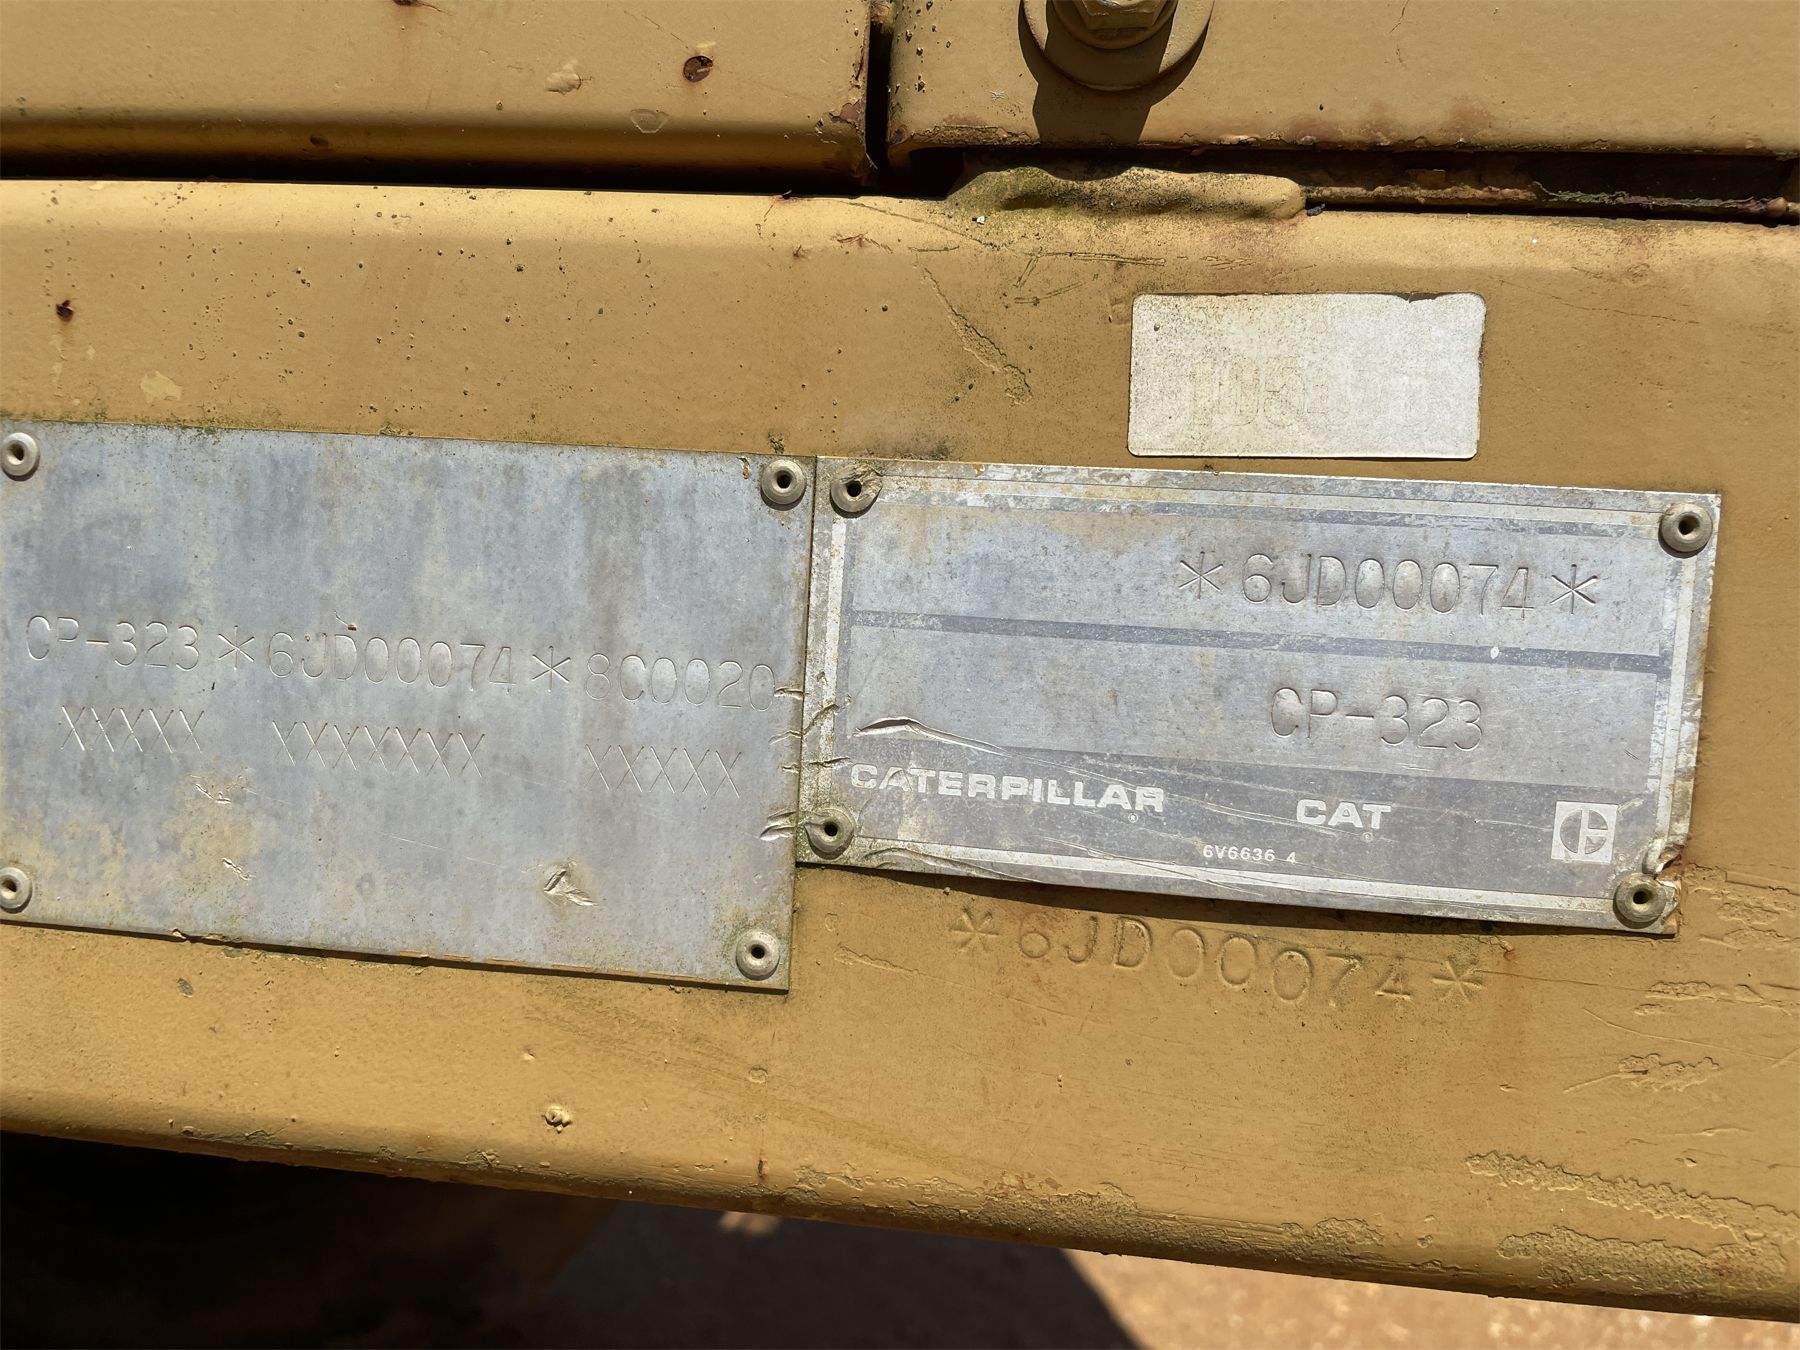 CP-323*6JD00074*8C0020
XXXXX XXXXXXX XXXXX
*6JD00074*
CP-323
CATERPILLAR® CAT®
6V6636 4
*6JD00074*